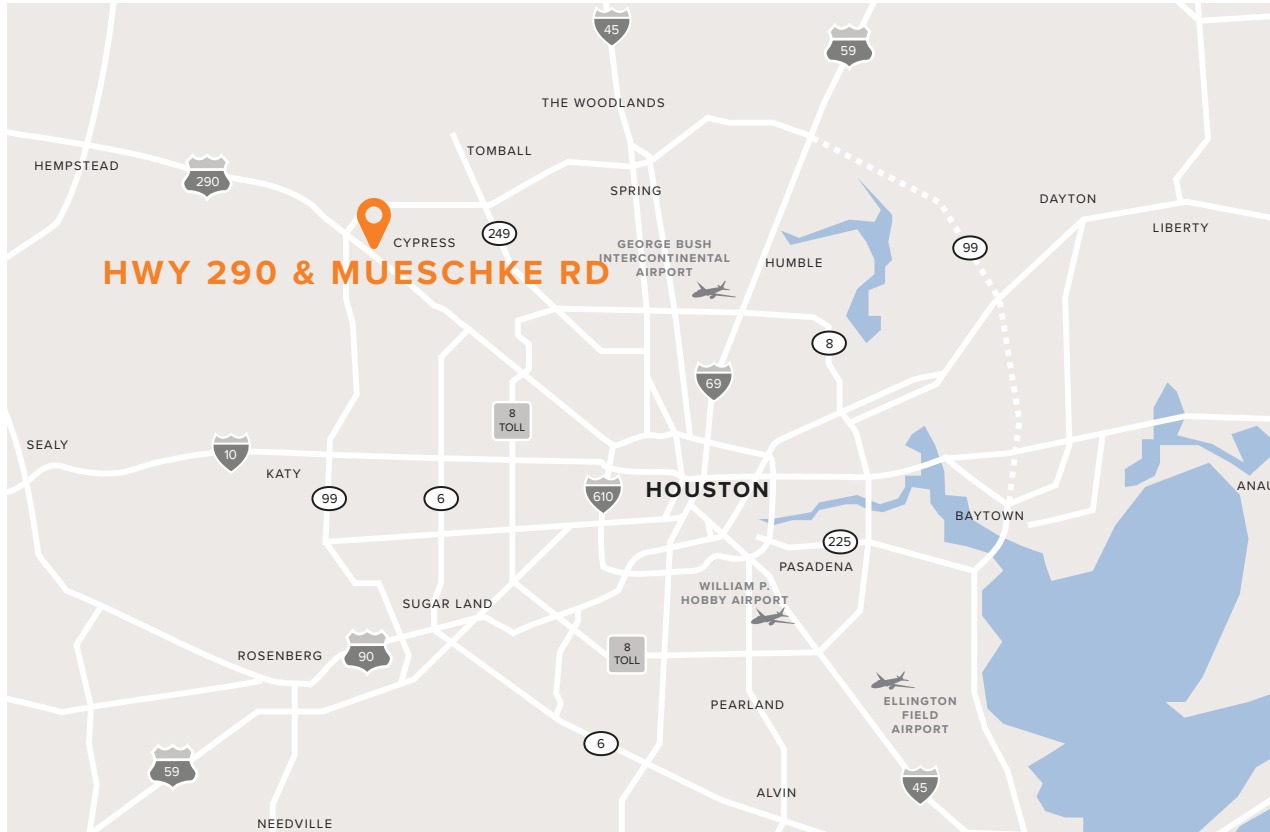 45
59
THE WOODLANDS
TOMBALL
HEMPSTEAD
290
SPRING
DAYTON
LIBERTY
249
CYPRESS
GEORGE BUSH
INTERCONTINENTAL
AIRPORT
99
HUMBLE
HWY 290 & MUESCHKE RD
8
69
8
TOLL
SEALY
10
KATY
99
6
610
HOUSTON
ANAU
BAYTOWN
225
PASADENA
WILLIAM P.
HOBBY AIRPORT
SUGAR LAND
ROSENBERG
90
8
TOLL
PEARLAND
ELLINGTON
FIELD
AIRPORT
6
59
45
ALVIN
NEEDVILLE